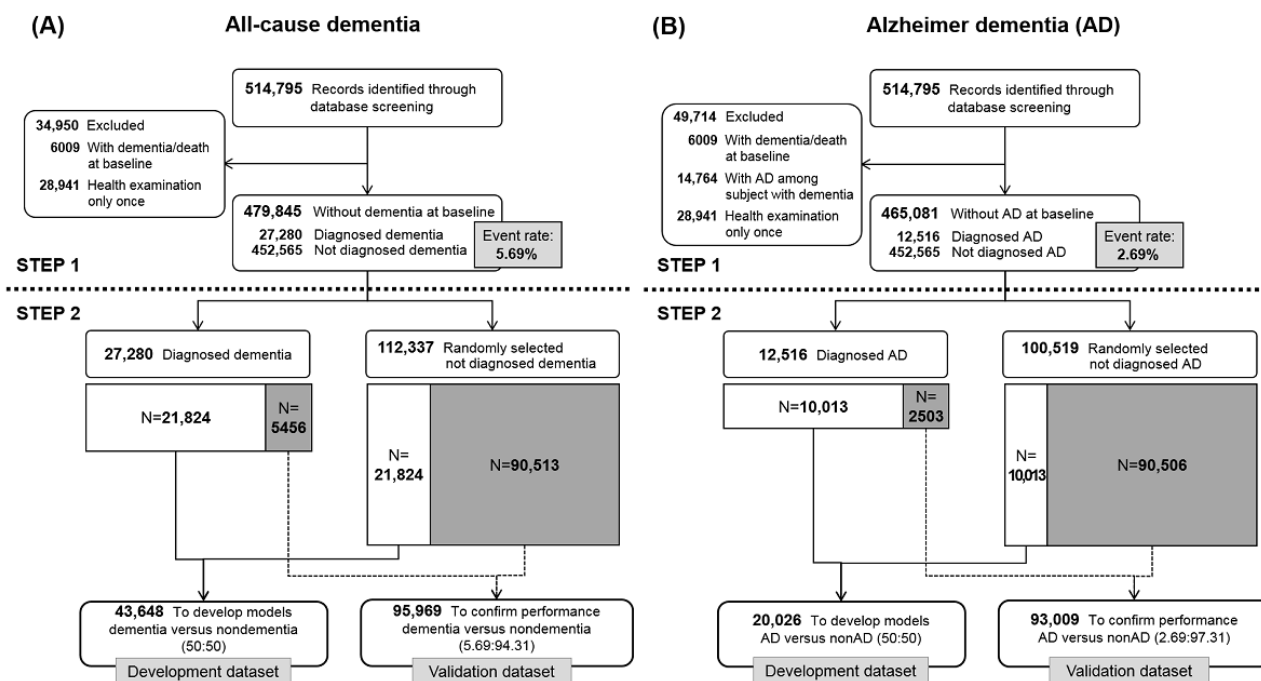 (A)
All-cause dementia
514,795 Records identified through
database screening
34,950 Excluded
6009 With dementia/death
at baseline
28,941 Health examination
only once
479,845 Without dementia at baseline
27,280 Diagnosed dementia
452,565 Not diagnosed dementia
Event rate:
5.69%
STEP 1
STEP 2
27,280 Diagnosed dementia
112,337 Randomly selected
not diagnosed dementia
N=21,824
N=
5456
N=
21,824
N=90,513
43,648 To develop models
dementia versus nondementia
(50:50)
Development dataset
95,969 To confirm performance
dementia versus nondementia
(5.69:94.31)
Validation dataset
(B)
Alzheimer dementia (AD)
514,795 Records identified through
database screening
49,714 Excluded
6009 With dementia/death
at baseline
14,764 With AD among
subject with dementia
28,941 Health examination
only once
465,081 Without AD at baseline
12,516 Diagnosed AD
452,565 Not diagnosed AD
Event rate:
2.69%
STEP 1
STEP 2
12,516 Diagnosed AD
100,519 Randomly selected
not diagnosed AD
N=10,013
N=
2503
N=
10,013
N=90,506
20,026 To develop models
AD versus nonAD (50:50)
Development dataset
93,009 To confirm performance
AD versus nonAD (2.69:97.31)
Validation dataset